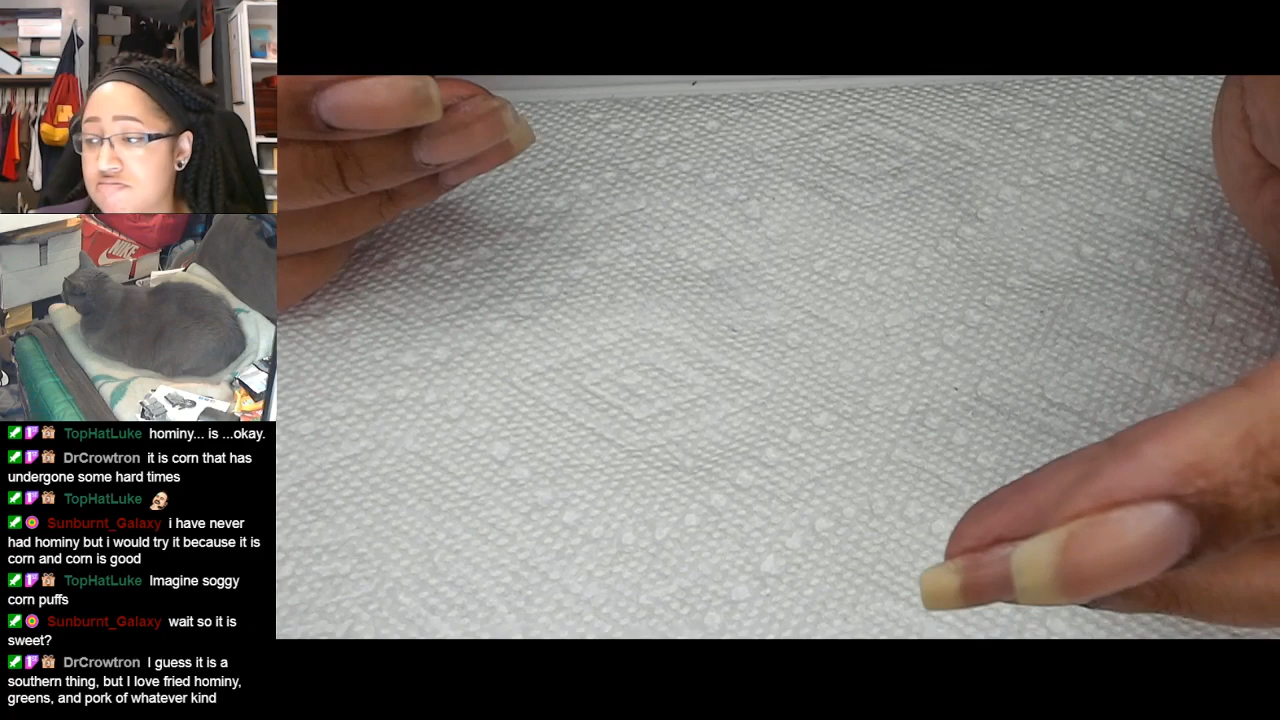 NIKE
TopHatLuke hominy... is ...okay.
DrCrowtron it is corn that has
undergone some hard times
TopHatLuke
Sunburnt_Galaxy i have never
had hominy but i would try it because it is
corn and corn is good
TopHatLuke Imagine soggy
corn puffs
Sunburnt_Galaxy wait so it is
sweet?
DrCrowtron I guess it is a
southern thing, but I love fried hominy,
greens, and pork of whatever kind